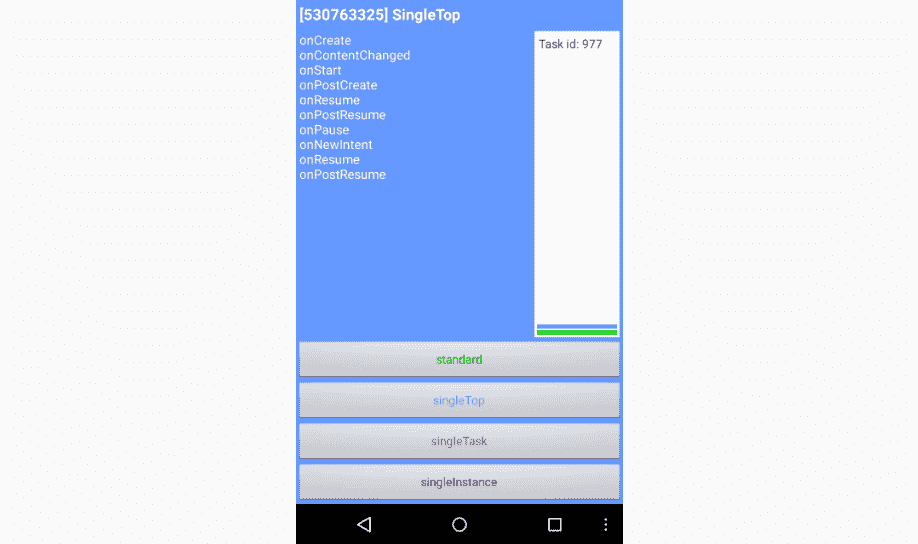 [530763325] SingleTop
onCreate
onContentChanged
onStart
onPostCreate
onResume
onPostResume
onPause
onNewIntent
onResume
onPostResume
Task id: 977
standard
singleTop
singleTask
singleInstance